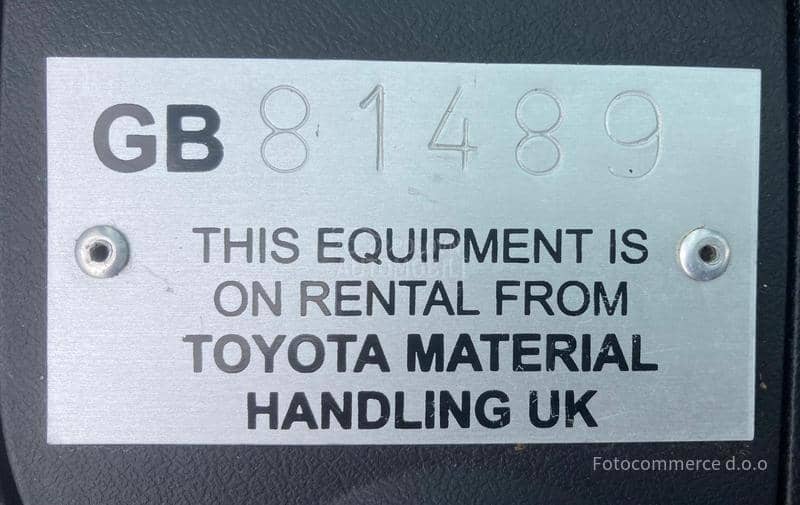 GB 81489
THIS EQUIPMENT IS
ON RENTAL FROM
TOYOTA MATERIAL
HANDLING UK
Fotocommerce d.o.o